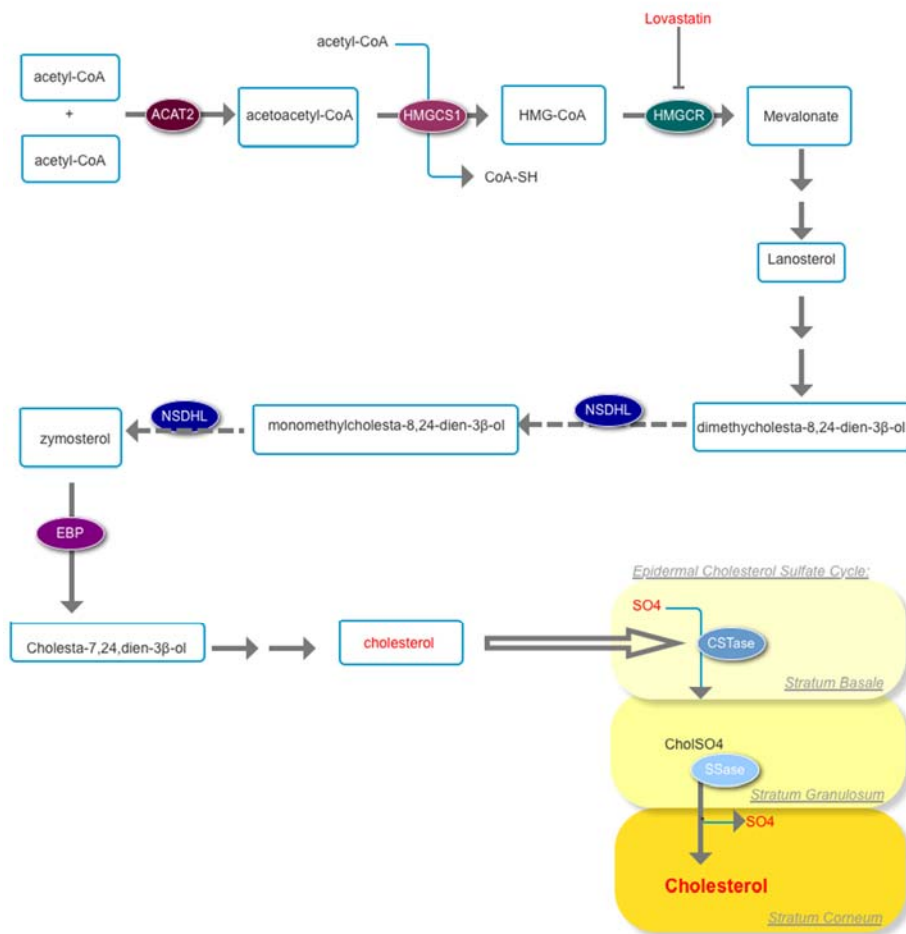 Lovastatin
acetyl-CoA
acetyl-CoA
+
ACAT2
acetoacetyl-CoA
HMGCS1
HMG-CoA
HMGCR
Mevalonate
acetyl-CoA
CoA-SH
Lanosterol
NSDHL
NSDHL
zymosterol
monomethylcholesta-8,24-dien-3β-ol
dimethycholesta-8,24-dien-3β-ol
EBP
Epidermal Cholesterol Sulfate Cycle:
SO4
Cholesta-7,24,dien-3β-ol
cholesterol
CSTase
Stratum Basale
CholSO4
SSase
Stratum Granulosum
SO4
Cholesterol
Stratum Corneum